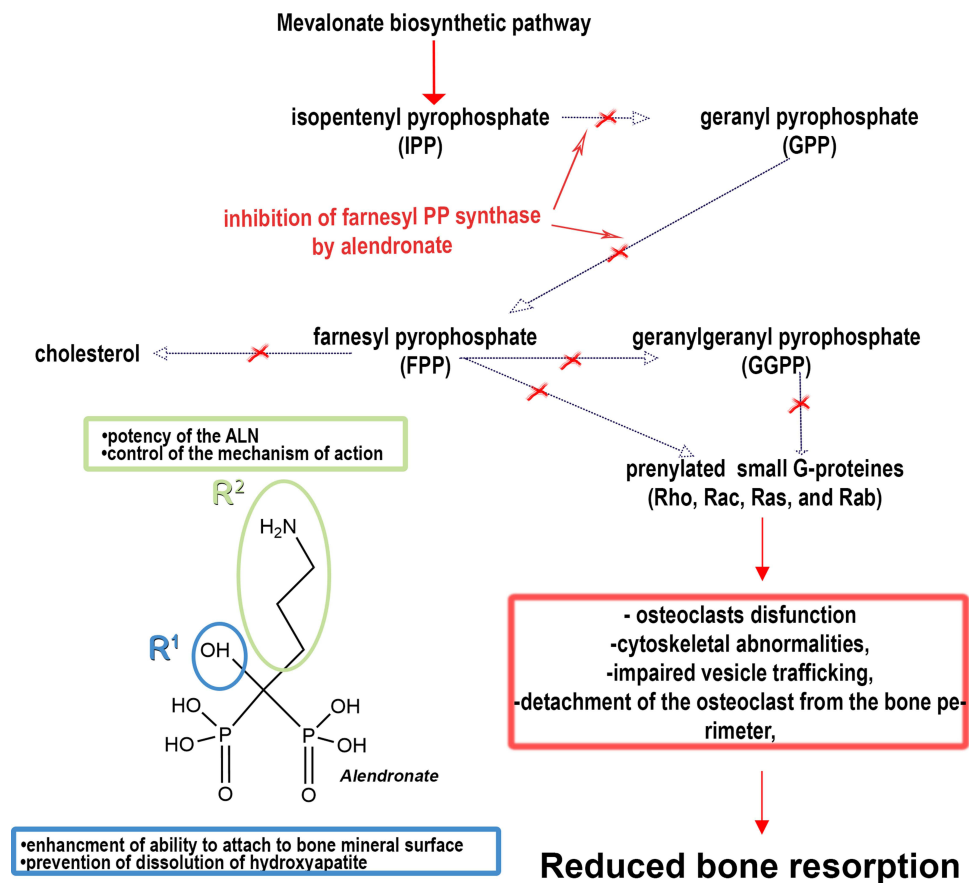 Mevalonate biosynthetic pathway
isopentenyl pyrophosphate
(IPP)
geranyl pyrophosphate
(GPP)
inhibition of farnesyl PP synthase
by alendronate
cholesterol
farnesyl pyrophosphate
(FPP)
geranylgeranyl pyrophosphate
(GGPP)
•potency of the ALN
•control of the mechanism of action
prenylated small G-proteines
(Rho, Rac, Ras, and Rab)
R²
H₂N
R¹
OH
HO
HO
P
O
P
OH
OH
O
Alendronate
- osteoclasts disfunction
-cytoskeletal abnormalities,
-impaired vesicle trafficking,
-detachment of the osteoclast from the bone pe-
rimeter,
•enhancment of ability to attach to bone mineral surface
•prevention of dissolution of hydroxyapatite
Reduced bone resorption